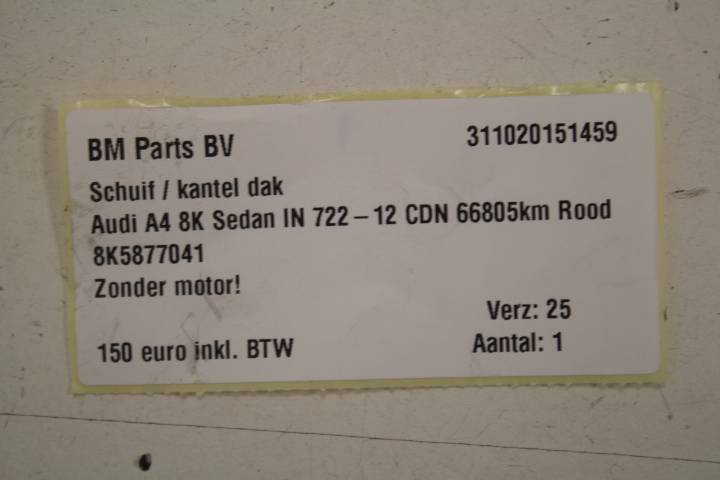 BM Parts BV 311020151459
Schuif / kantel dak
Audi A4 8K Sedan IN 722-12 CDN 66805km Rood
8K5877041
Zonder motor!
Verz: 25
150 euro inkl. BTW Aantal: 1